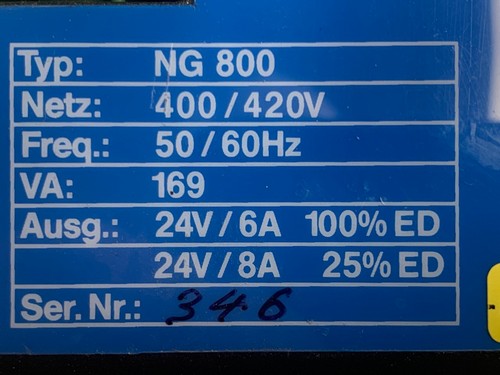 Typ: NG 800
Netz: 400/420V
Freq.: 50/60Hz
VA: 169
Ausg.: 24V/6A 100% ED
24V/8A 25% ED
Ser. Nr.: 346